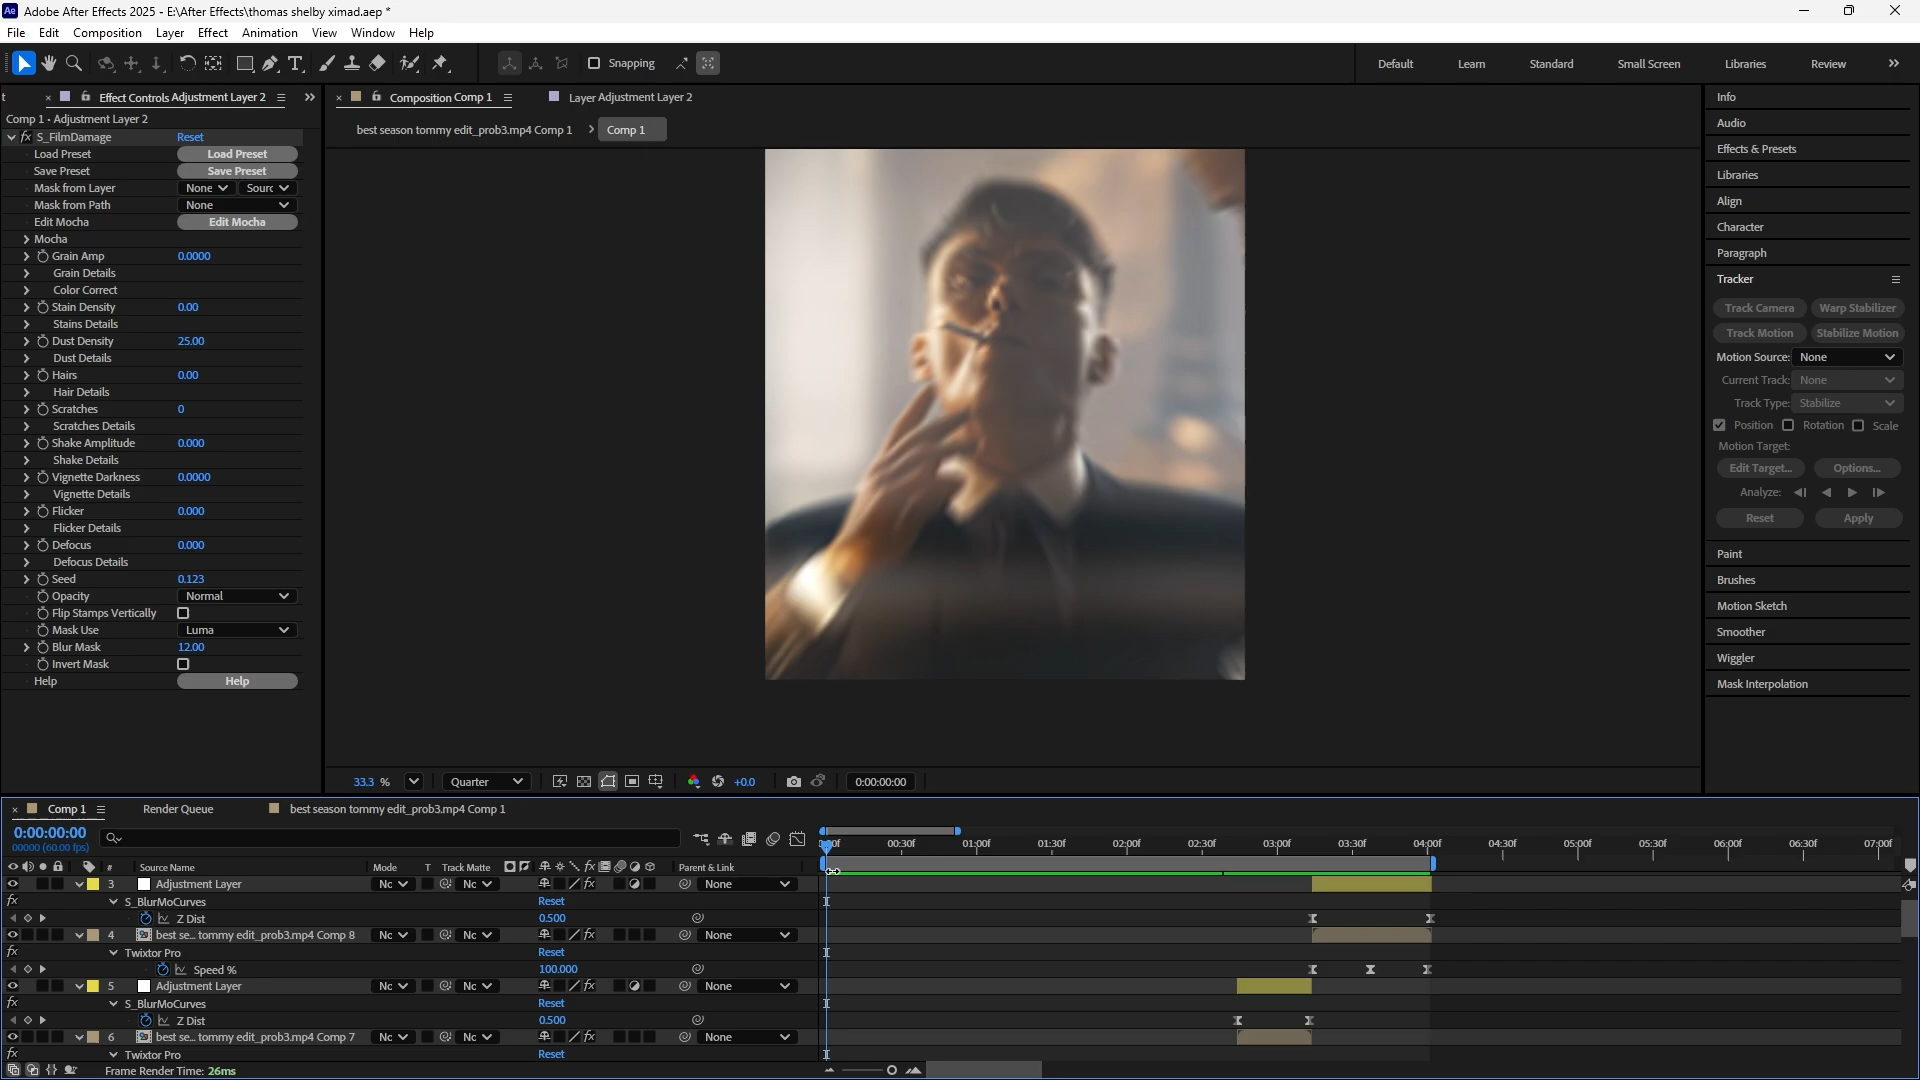 Adobe After Effects 2025 - E:\After Effects\thomas shelby ximad.aep *
File Edit Composition Layer Effect Animation View Window Help
Snapping
Default Learn Standard Small Screen Libraries Review
Effect Controls Adjustment Layer 2
Composition Comp 1
Layer Adjustment Layer 2
Comp 1 • Adjustment Layer 2
best season tommy edit_prob3.mp4 Comp 1
Comp 1
fx S_FilmDamage Reset
Load Preset Load Preset
Save Preset Save Preset
Mask from Layer None Sourc
Mask from Path None
Edit Mocha Edit Mocha
Mocha
Grain Amp 0.0000
Grain Details
Color Correct
Stain Density 0.00
Stains Details
Dust Density 25.00
Dust Details
Hairs 0.00
Hair Details
Scratches 0
Scratches Details
Shake Amplitude 0.000
Shake Details
Vignette Darkness 0.0000
Vignette Details
Flicker 0.000
Flicker Details
Defocus 0.000
Defocus Details
Seed 0.123
Opacity Normal
Flip Stamps Vertically
Mask Use Luma
Blur Mask 12.00
Invert Mask
Help Help
Info
Audio
Effects & Presets
Libraries
Align
Character
Paragraph
Tracker
Track Camera Warp Stabilizer
Track Motion Stabilize Motion
Motion Source: None
Current Track: None
Track Type: Stabilize
Position Rotation Scale
Motion Target:
Edit Target... Options...
Analyze:
Reset Apply
Paint
Brushes
Motion Sketch
Smoother
Wiggler
Mask Interpolation
33.3 % Quarter +0.0 0:00:00:00
Comp 1 Render Queue best season tommy edit_prob3.mp4 Comp 1
0:00:00:00
00000 (60.00 fps)
00:30f 01:00f 01:30f 02:00f 02:30f 03:00f 03:30f 04:00f 04:30f 05:00f 05:30f 06:00f 06:30f 07:00f
# Source Name Mode T Track Matte Parent & Link
3 Adjustment Layer Nc Nc None
fx S_BlurMoCurves Reset
Z Dist 0.500
4 best se... tommy edit_prob3.mp4 Comp 8 Nc Nc None
fx Twixtor Pro Reset
Speed % 100.000
5 Adjustment Layer Nc Nc None
fx S_BlurMoCurves Reset
Z Dist 0.500
6 best se... tommy edit_prob3.mp4 Comp 7 Nc Nc None
fx Twixtor Pro Reset
Frame Render Time: 26ms